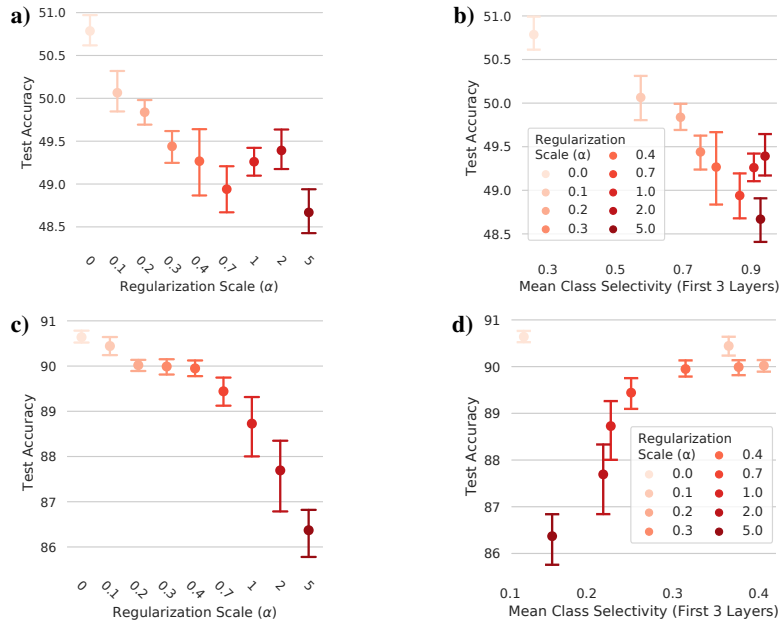 a)
51.0
50.5
50.0
49.5
49.0
48.5
Test Accuracy
0 0.1 0.2 0.3 0.4 0.7 1 2 5
Regularization Scale (α)
b)
51.0
50.5
50.0
49.5
49.0
48.5
Test Accuracy
Regularization
Scale (α)
0.0
0.1
0.2
0.3
0.4
0.7
1.0
2.0
5.0
0.3 0.5 0.7 0.9
Mean Class Selectivity (First 3 Layers)
c)
91
90
89
88
87
86
Test Accuracy
0 0.1 0.2 0.3 0.4 0.7 1 2 5
Regularization Scale (α)
d)
91
90
89
88
87
86
Test Accuracy
Regularization
Scale (α)
0.0
0.1
0.2
0.3
0.4
0.7
1.0
2.0
5.0
0.1 0.2 0.3 0.4
Mean Class Selectivity (First 3 Layers)